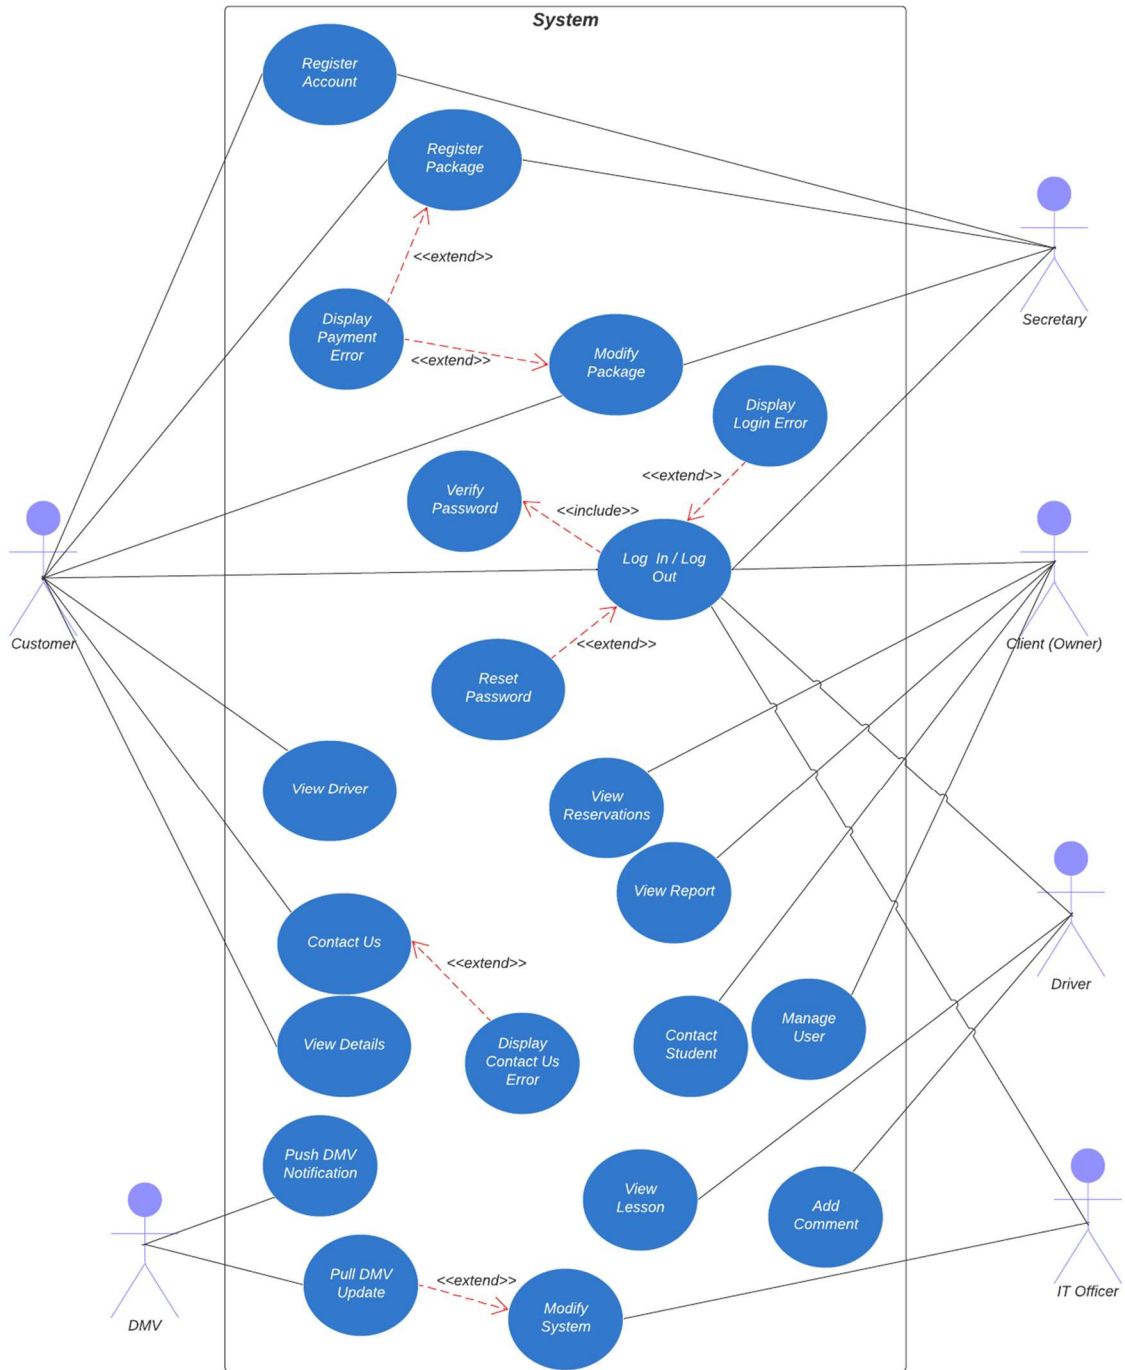 System
Register
Account
Register
Package
<<extend>>
Secretary
Display
Payment
Error
<<extend>>
Modify
Package
Display
Login Error
<<extend>>
Verify
Password
<<include>>
Log In / Log
Out
Customer
Client (Owner)
<<extend>>
Reset
Password
View Driver
View
Reservations
View Report
Contact Us
<<extend>>
Driver
View Details
Display
Contact Us
Error
Contact
Student
Manage
User
Push DMV
Notification
View
Lesson
Add
Comment
Pull DMV
Update
<<extend>>
Modify
System
IT Officer
DMV